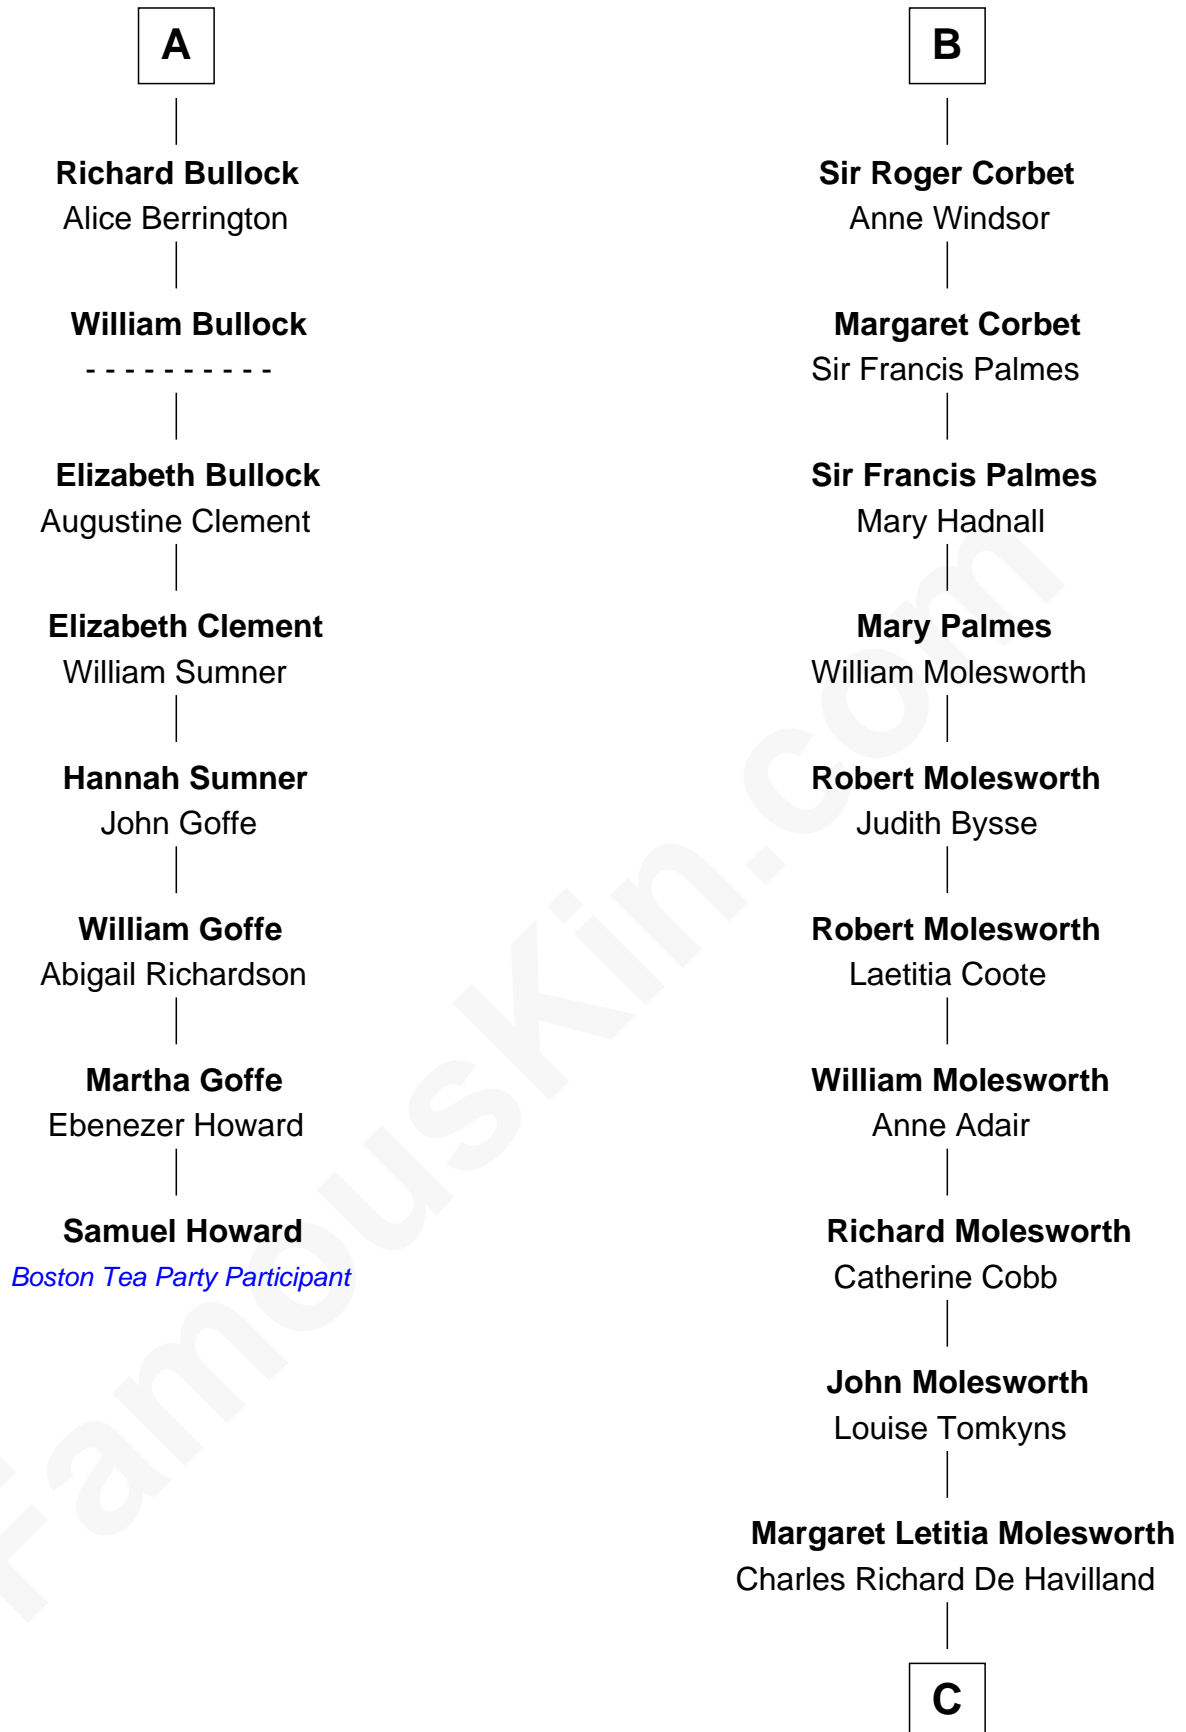 A
Richard Bullock
Alice Berrington
William Bullock
- - - - - - - - - -
Elizabeth Bullock
Augustine Clement
Elizabeth Clement
William Sumner
Hannah Sumner
John Goffe
William Goffe
Abigail Richardson
Martha Goffe
Ebenezer Howard
Samuel Howard
Boston Tea Party Participant
B
Sir Roger Corbet
Anne Windsor
Margaret Corbet
Sir Francis Palmes
Sir Francis Palmes
Mary Hadnall
Mary Palmes
William Molesworth
Robert Molesworth
Judith Bysse
Robert Molesworth
Laetitia Coote
William Molesworth
Anne Adair
Richard Molesworth
Catherine Cobb
John Molesworth
Louise Tomkyns
Margaret Letitia Molesworth
Charles Richard De Havilland
C
FamousKin.com